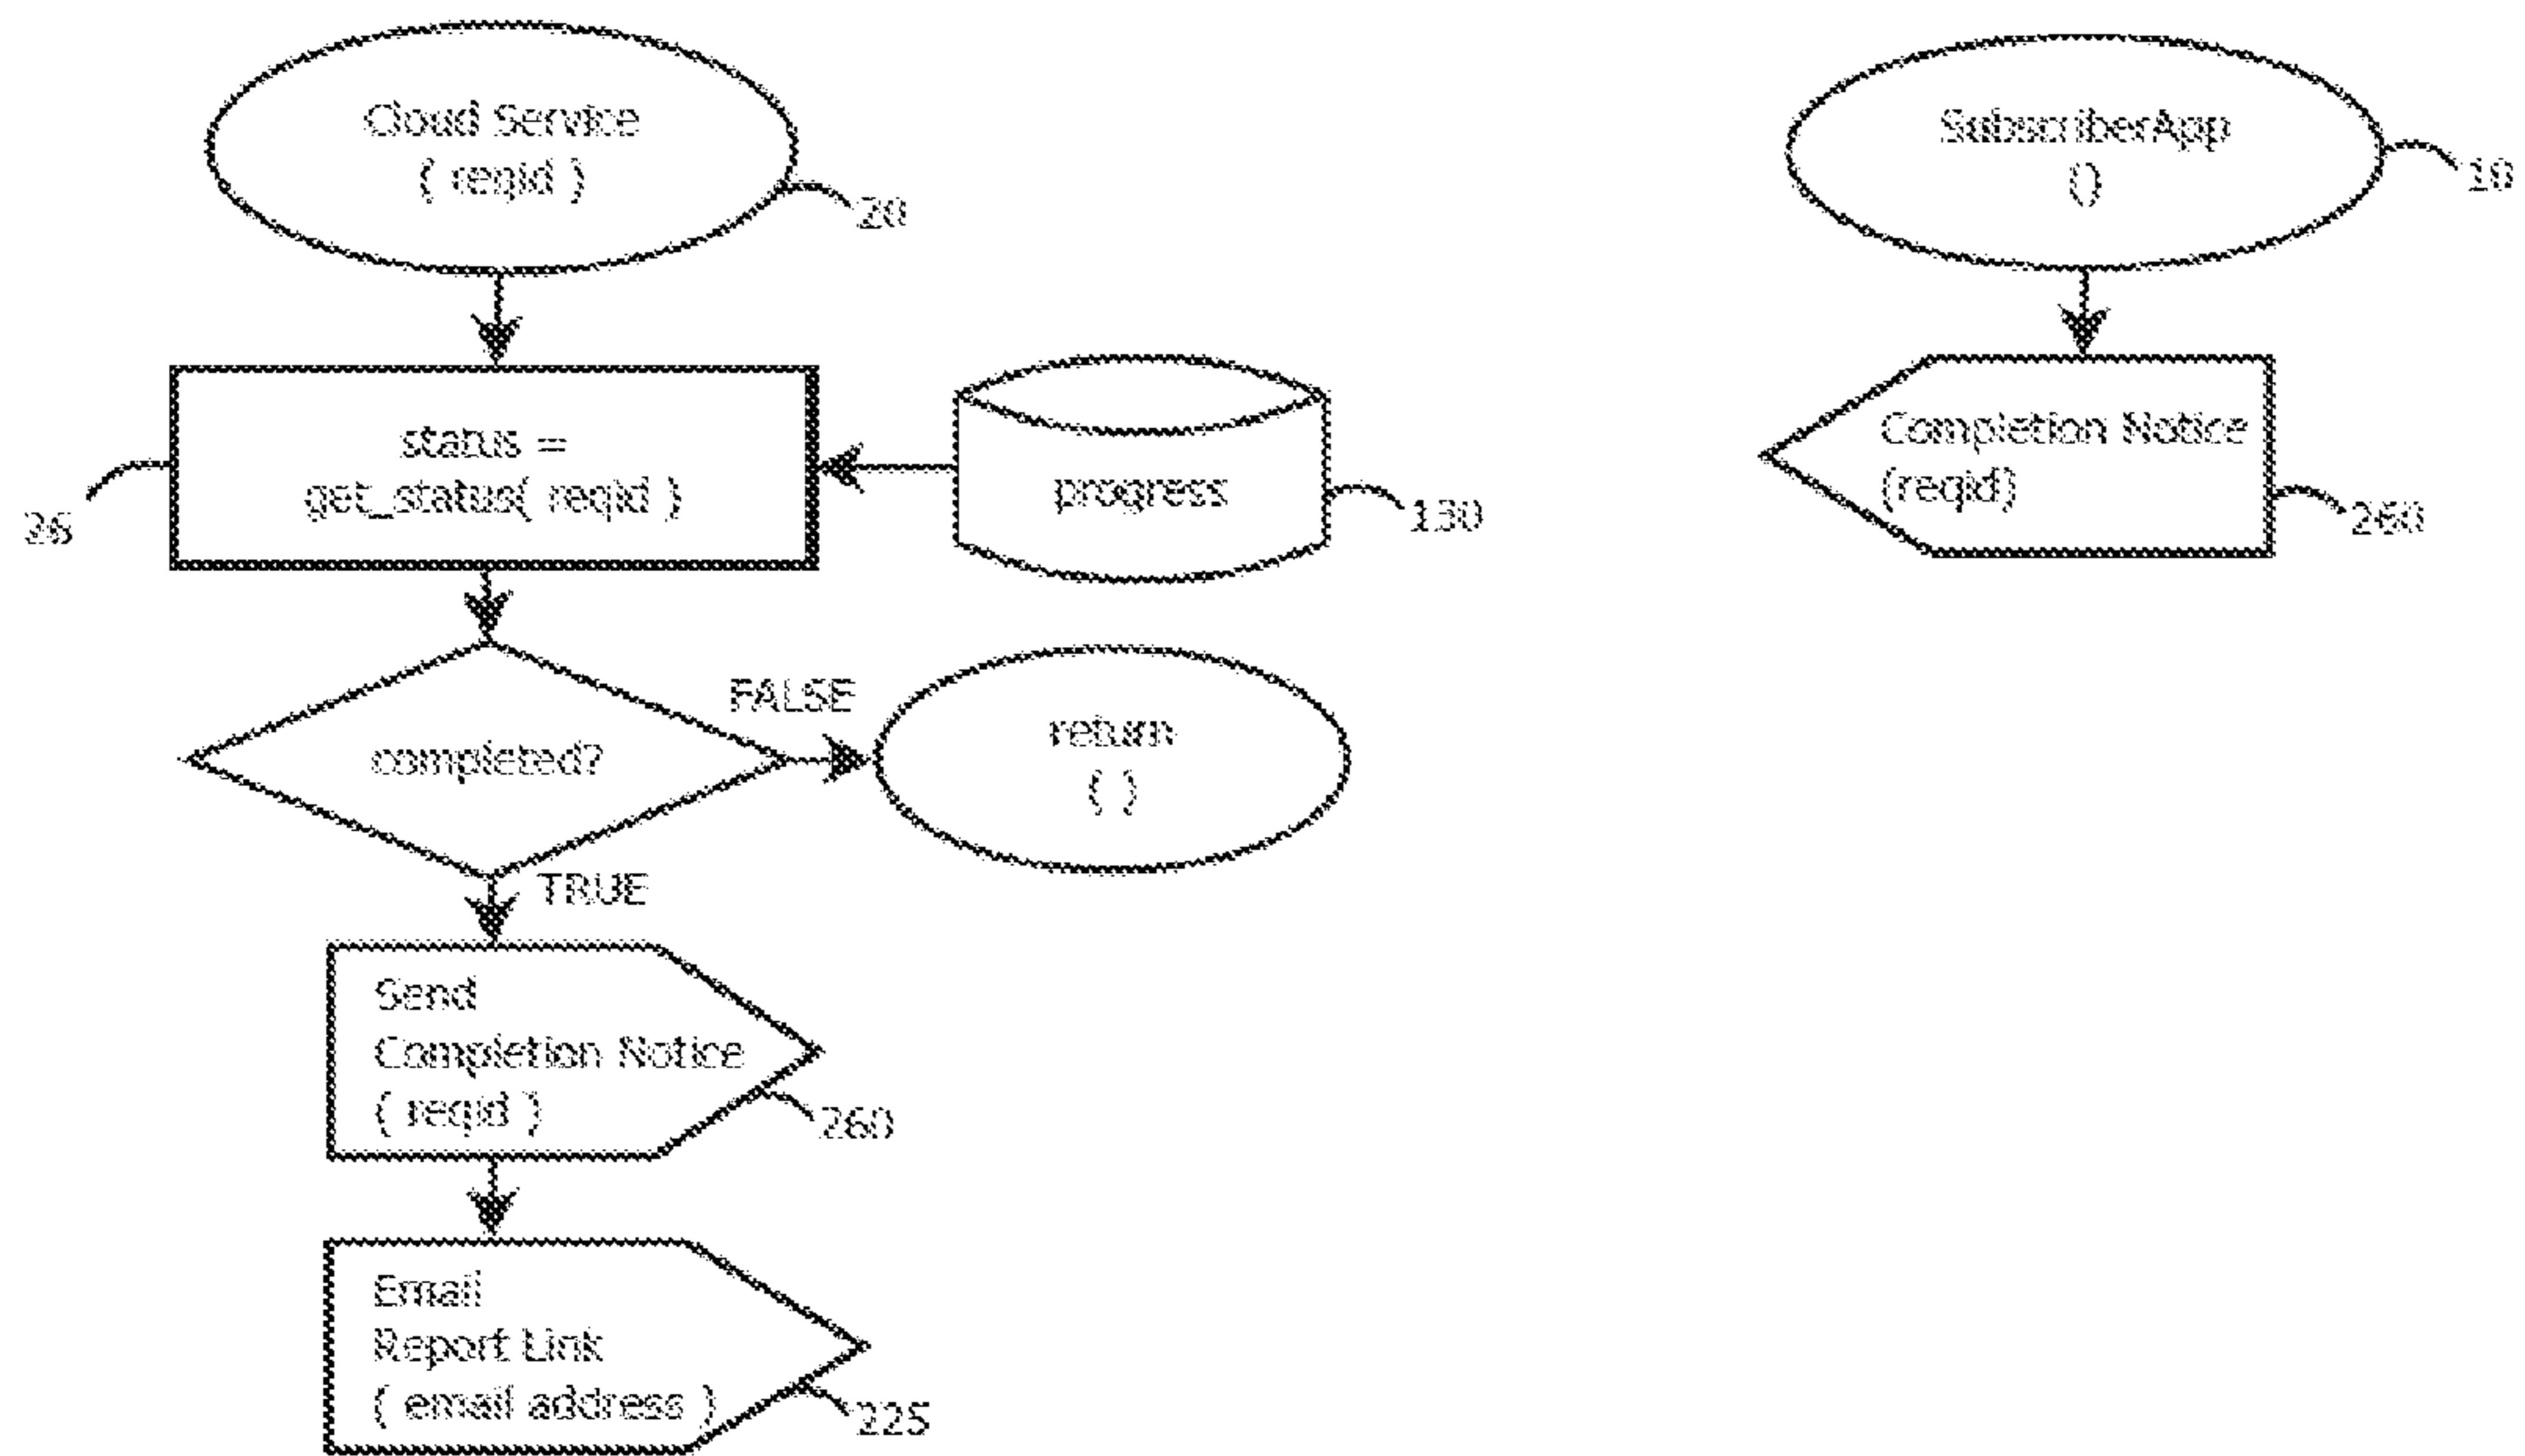 Cloud Service
( reqid )
20
SubscriberApp
()
10
status =
get_status( reqid )
26
progress
130
Completion Notice
(reqid)
260
completed?
FALSE
return
( )
TRUE
Send
Completion Notice
( reqid )
260
Email
Report Link
( email address )
225